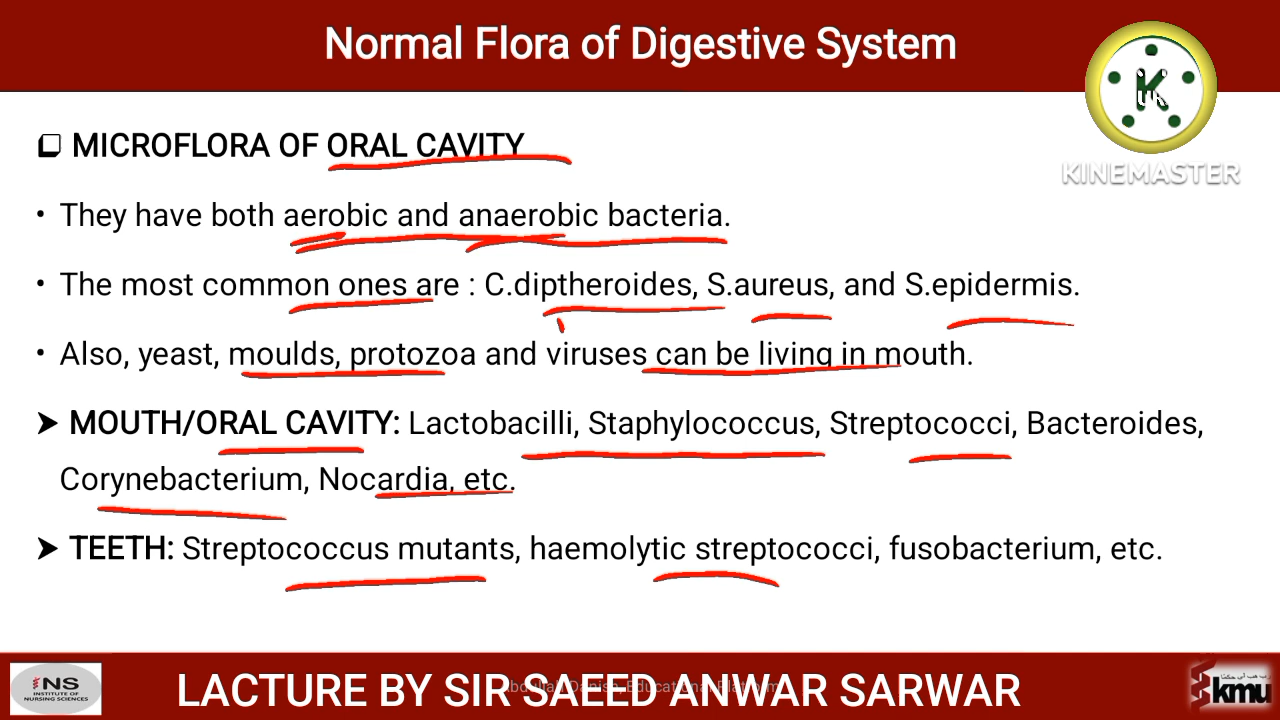 Normal Flora of Digestive System
KINEMASTER
❑ MICROFLORA OF ORAL CAVITY
• They have both aerobic and anaerobic bacteria.
• The most common ones are : C.diptheroides, S.aureus, and S.epidermis.
• Also, yeast, moulds, protozoa and viruses can be living in mouth.
➤ MOUTH/ORAL CAVITY: Lactobacilli, Staphylococcus, Streptococci, Bacteroides,
Corynebacterium, Nocardia, etc.
➤ TEETH: Streptococcus mutants, haemolytic streptococci, fusobacterium, etc.
INS
INSTITUTE OF
NURSING SCIENCES
LACTURE BY SIR SAEED ANWAR SARWAR
kmu